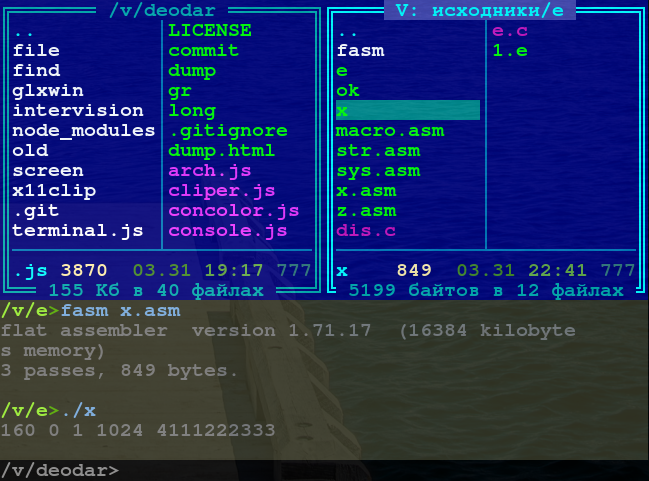 /v/deodar
..
file
find
glxwin
intervision
node_modules
old
screen
x11clip
.git
terminal.js
LICENSE
commit
dump
gr
long
.gitignore
dump.html
arch.js
cliper.js
concolor.js
console.js
.js 3870 03.31 19:17 777
155 Кб в 40 файлах
V: исходники/e
..
fasm
e
ok
x
macro.asm
str.asm
sys.asm
x.asm
z.asm
dis.c
e.c
1.e
x 849 03.31 22:41 777
5199 байтов в 12 файлах
/v/e>fasm x.asm
flat assembler version 1.71.17 (16384 kilobyte
s memory)
3 passes, 849 bytes.
/v/e>./x
160 0 1 1024 4111222333
/v/deodar>